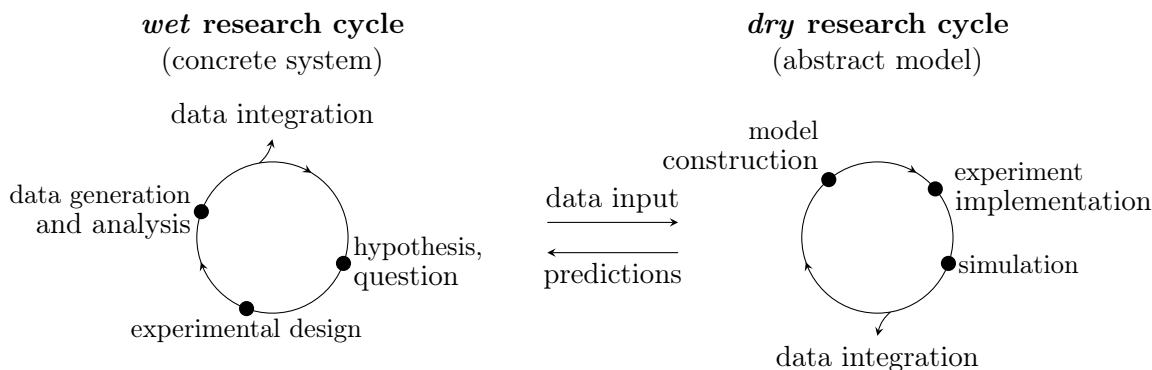 wet research cycle
(concrete system)
data integration
data generation
and analysis
hypothesis,
question
experimental design
data input
predictions
dry research cycle
(abstract model)
model
construction
experiment
implementation
simulation
data integration